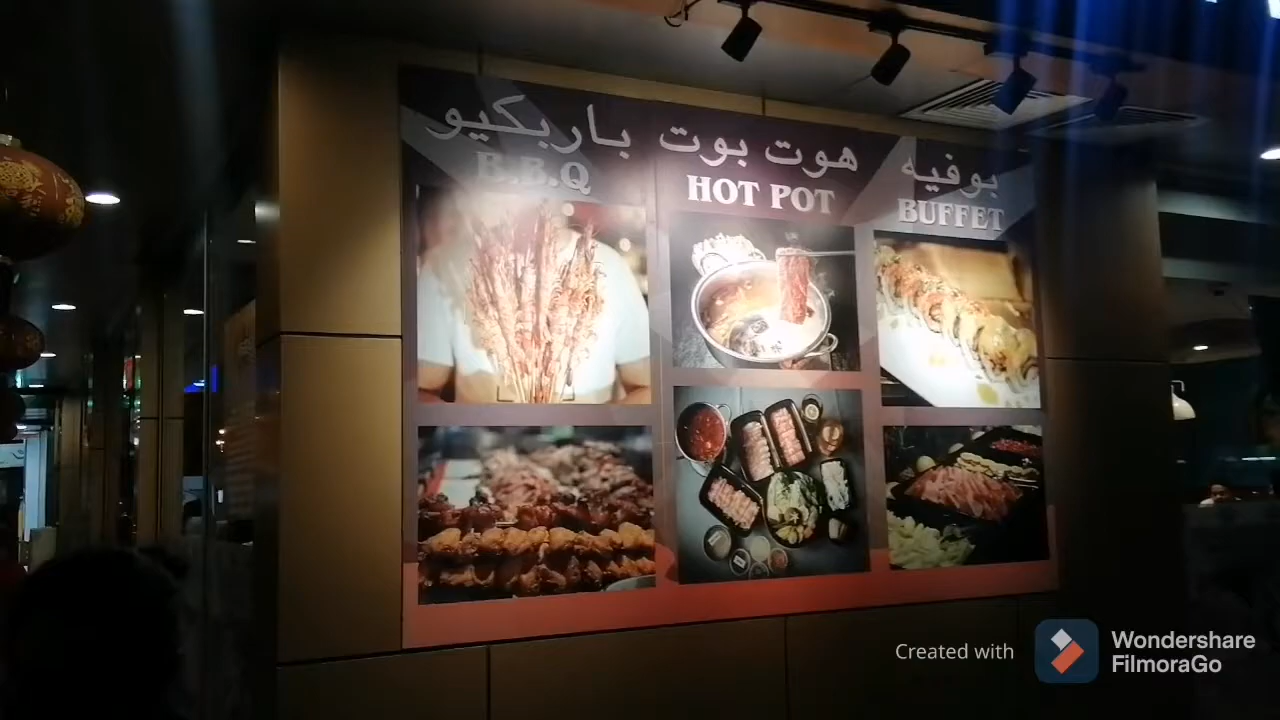 باربكيو
B.B.Q
هوت بوت
HOT POT
بوفيه
BUFFET
Created with
Wondershare
FilmoraGo